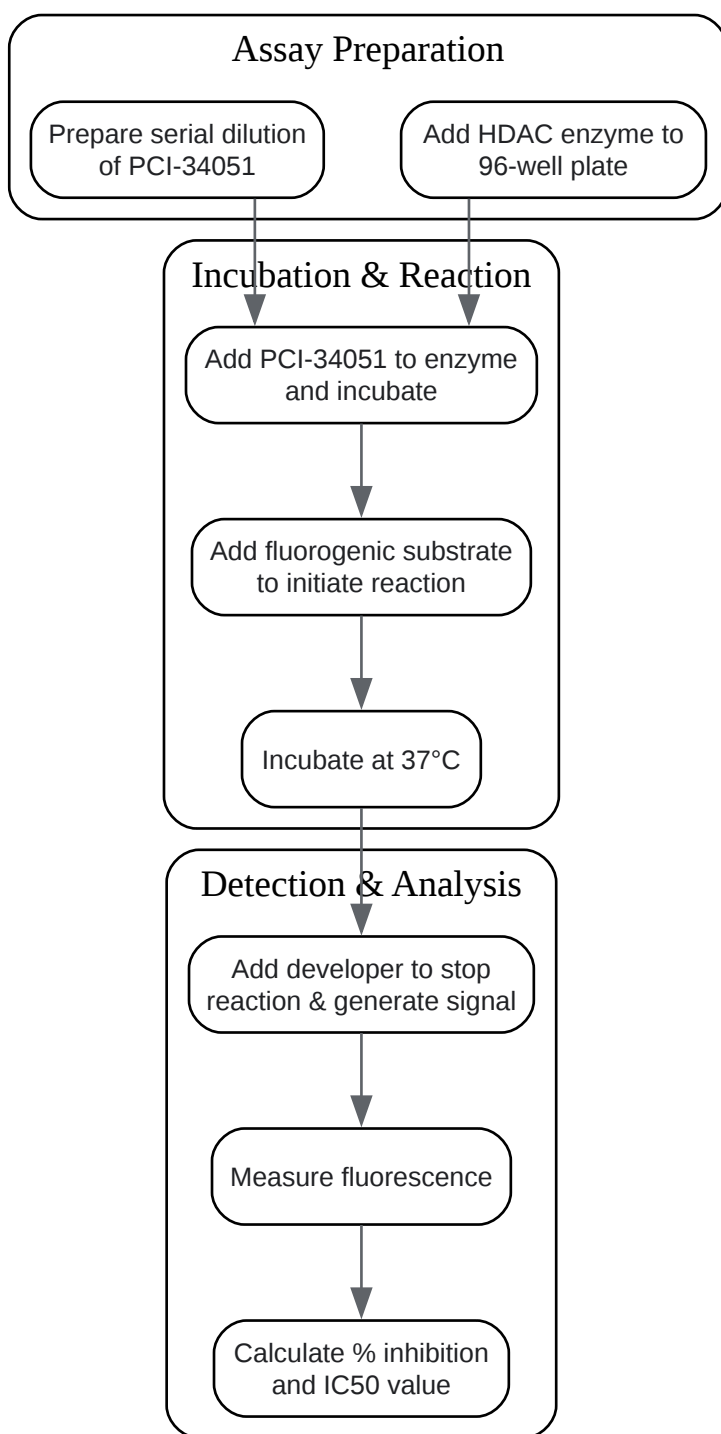 Assay Preparation
Prepare serial dilution
of PCI-34051
Add HDAC enzyme to
96-well plate
Incubation & Reaction
Add PCI-34051 to enzyme
and incubate
Add fluorogenic substrate
to initiate reaction
Incubate at 37°C
Detection & Analysis
Add developer to stop
reaction & generate signal
Measure fluorescence
Calculate % inhibition
and IC50 value